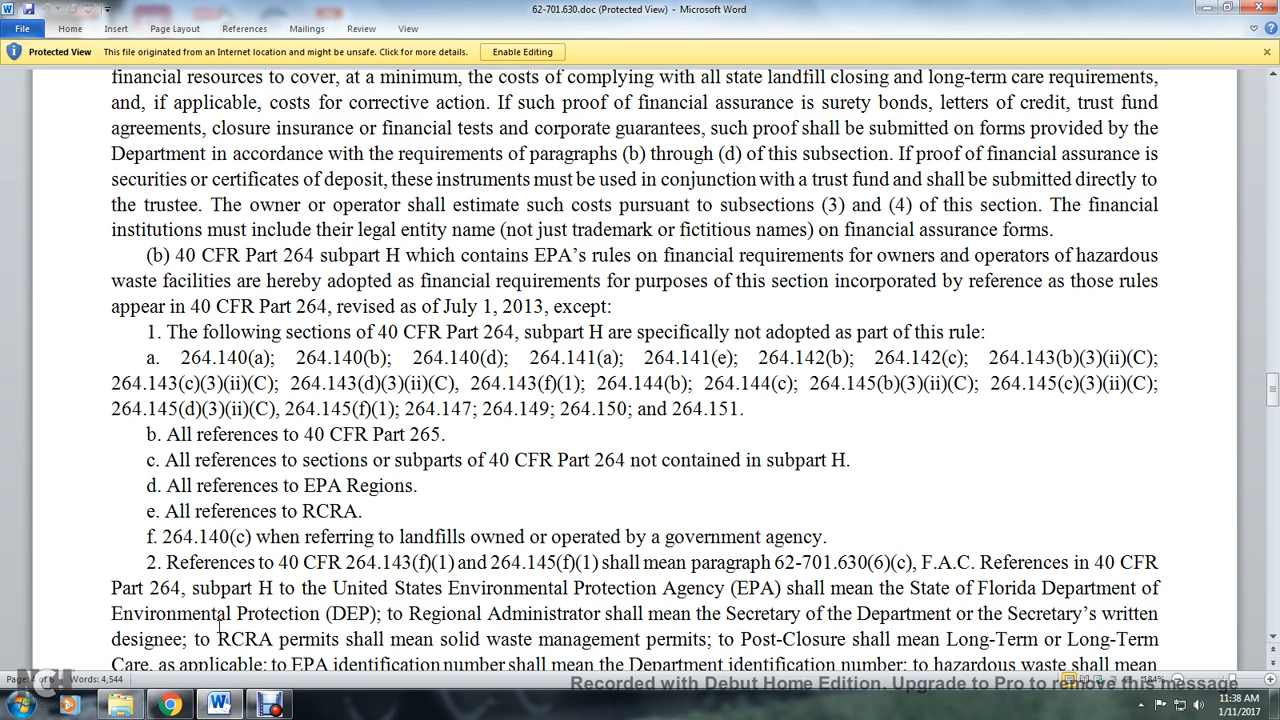 62-701.630.doc (Protected View) - Microsoft Word
File Home Insert Page Layout References Mailings Review View
Protected View This file originated from an Internet location and might be unsafe. Click for more details. Enable Editing
financial resources to cover, at a minimum, the costs of complying with all state landfill closing and long-term care requirements,
and, if applicable, costs for corrective action. If such proof of financial assurance is surety bonds, letters of credit, trust fund
agreements, closure insurance or financial tests and corporate guarantees, such proof shall be submitted on forms provided by the
Department in accordance with the requirements of paragraphs (b) through (d) of this subsection. If proof of financial assurance is
securities or certificates of deposit, these instruments must be used in conjunction with a trust fund and shall be submitted directly to
the trustee. The owner or operator shall estimate such costs pursuant to subsections (3) and (4) of this section. The financial
institutions must include their legal entity name (not just trademark or fictitious names) on financial assurance forms.
(b) 40 CFR Part 264 subpart H which contains EPA’s rules on financial requirements for owners and operators of hazardous
waste facilities are hereby adopted as financial requirements for purposes of this section incorporated by reference as those rules
appear in 40 CFR Part 264, revised as of July 1, 2013, except:
1. The following sections of 40 CFR Part 264, subpart H are specifically not adopted as part of this rule:
a. 264.140(a); 264.140(b); 264.140(d); 264.141(a); 264.141(e); 264.142(b); 264.142(c); 264.143(b)(3)(ii)(C);
264.143(c)(3)(ii)(C); 264.143(d)(3)(ii)(C), 264.143(f)(1); 264.144(b); 264.144(c); 264.145(b)(3)(ii)(C); 264.145(c)(3)(ii)(C);
264.145(d)(3)(ii)(C), 264.145(f)(1); 264.147; 264.149; 264.150; and 264.151.
b. All references to 40 CFR Part 265.
c. All references to sections or subparts of 40 CFR Part 264 not contained in subpart H.
d. All references to EPA Regions.
e. All references to RCRA.
f. 264.140(c) when referring to landfills owned or operated by a government agency.
2. References to 40 CFR 264.143(f)(1) and 264.145(f)(1) shall mean paragraph 62-701.630(6)(c), F.A.C. References in 40 CFR
Part 264, subpart H to the United States Environmental Protection Agency (EPA) shall mean the State of Florida Department of
Environmental Protection (DEP); to Regional Administrator shall mean the Secretary of the Department or the Secretary’s written
designee; to RCRA permits shall mean solid waste management permits; to Post-Closure shall mean Long-Term or Long-Term
Care, as applicable; to EPA identification number shall mean the Department identification number; to hazardous waste shall mean
Words: 4,544 184%
Recorded with Debut Home Edition. Upgrade to Pro to remove this message
11:38 AM
1/11/2017